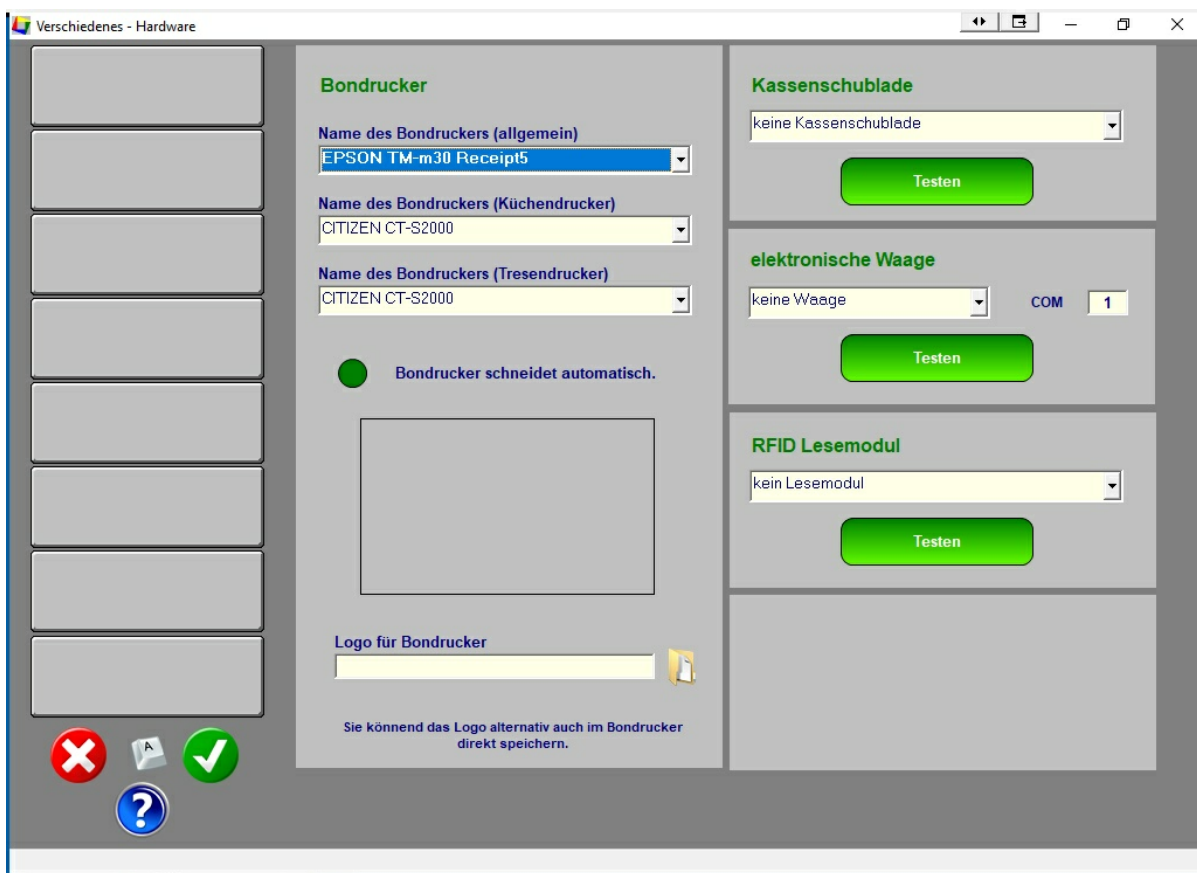 Verschiedenes - Hardware
Bondrucker
Name des Bondruckers (allgemein)
EPSON TM-m30 Receipt5
Name des Bondruckers (Küchendrucker)
CITIZEN CT-S2000
Name des Bondruckers (Tresendrucker)
CITIZEN CT-S2000
Bondrucker schneidet automatisch.
Logo für Bondrucker
Sie könnend das Logo alternativ auch im Bondrucker
direkt speichern.
Kassenschublade
keine Kassenschublade
Testen
elektronische Waage
keine Waage
COM 1
Testen
RFID Lesemodul
kein Lesemodul
Testen
A
?